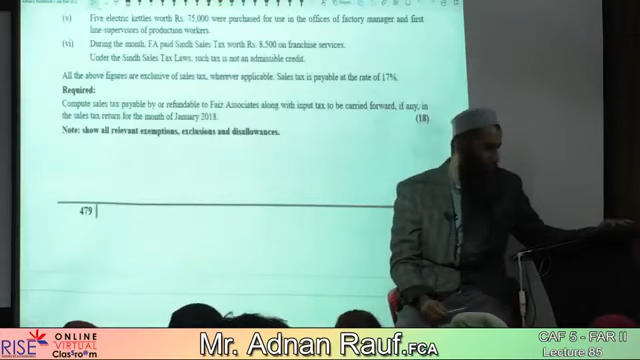 (v) Five electric kettles worth Rs. 75,000 were purchased for use in the offices of factory manager and first
line supervisors of production workers.
(vi) During the month, FA paid Sindh Sales Tax worth Rs. 8,500 on franchise services.
Under the Sindh Sales Tax Laws, such tax is not an admissible credit.
All the above figures are exclusive of sales tax, wherever applicable. Sales tax is payable at the rate of 17%.
Required:
Compute sales tax payable by or refundable to Faiz Associates along with input tax to be carried forward, if any, in
the sales tax return for the month of January 2018.
(18)
Note: show all relevant exemptions, exclusions and disallowances.
479
RISE
ONLINE
VIRTUAL
Classroom
Mr. Adnan Rauf.FCA
CAF 5 - FAR II
Lecture 85